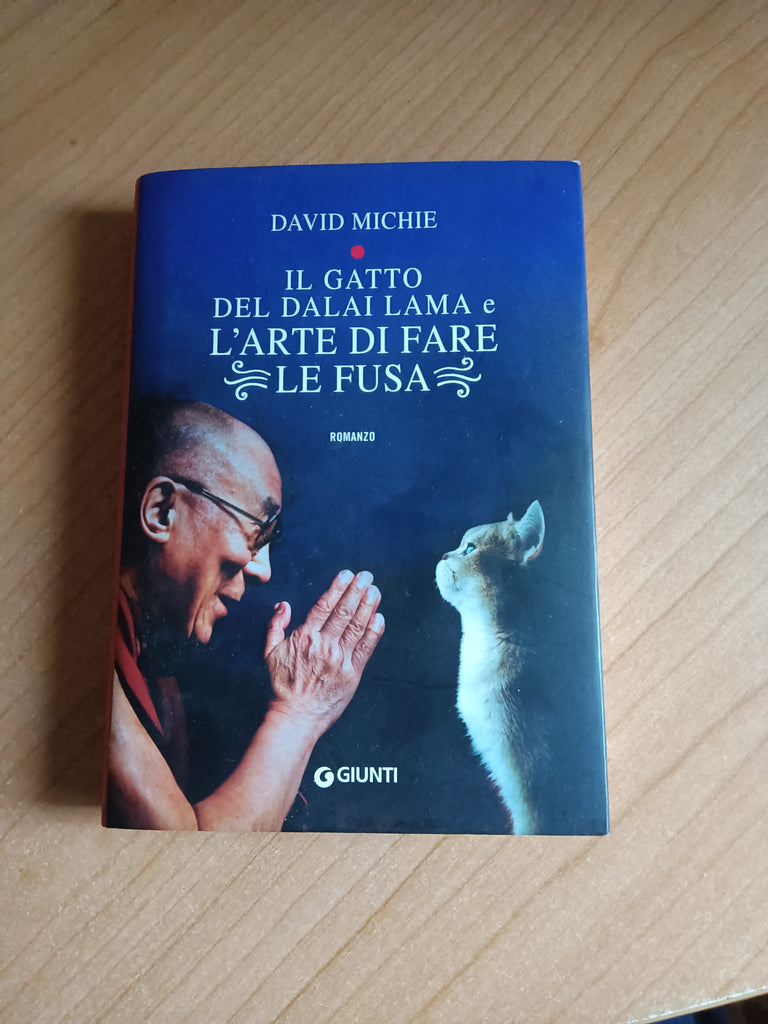 DAVID MICHIE
IL GATTO
DEL DALAI LAMA e
L'ARTE DI FARE
LE FUSA
ROMANZO
GIUNTI